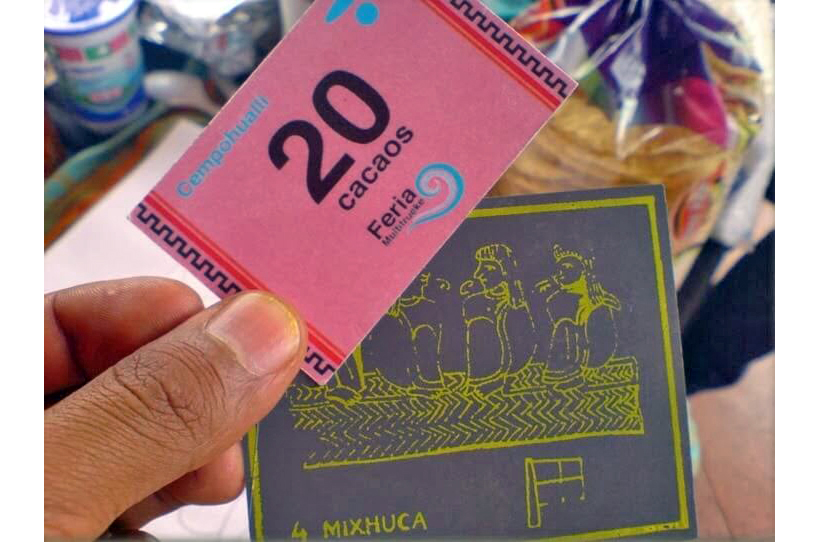 Cempohualli
20
cacaos
Feria
Multitrueke
4 MIXHUCA